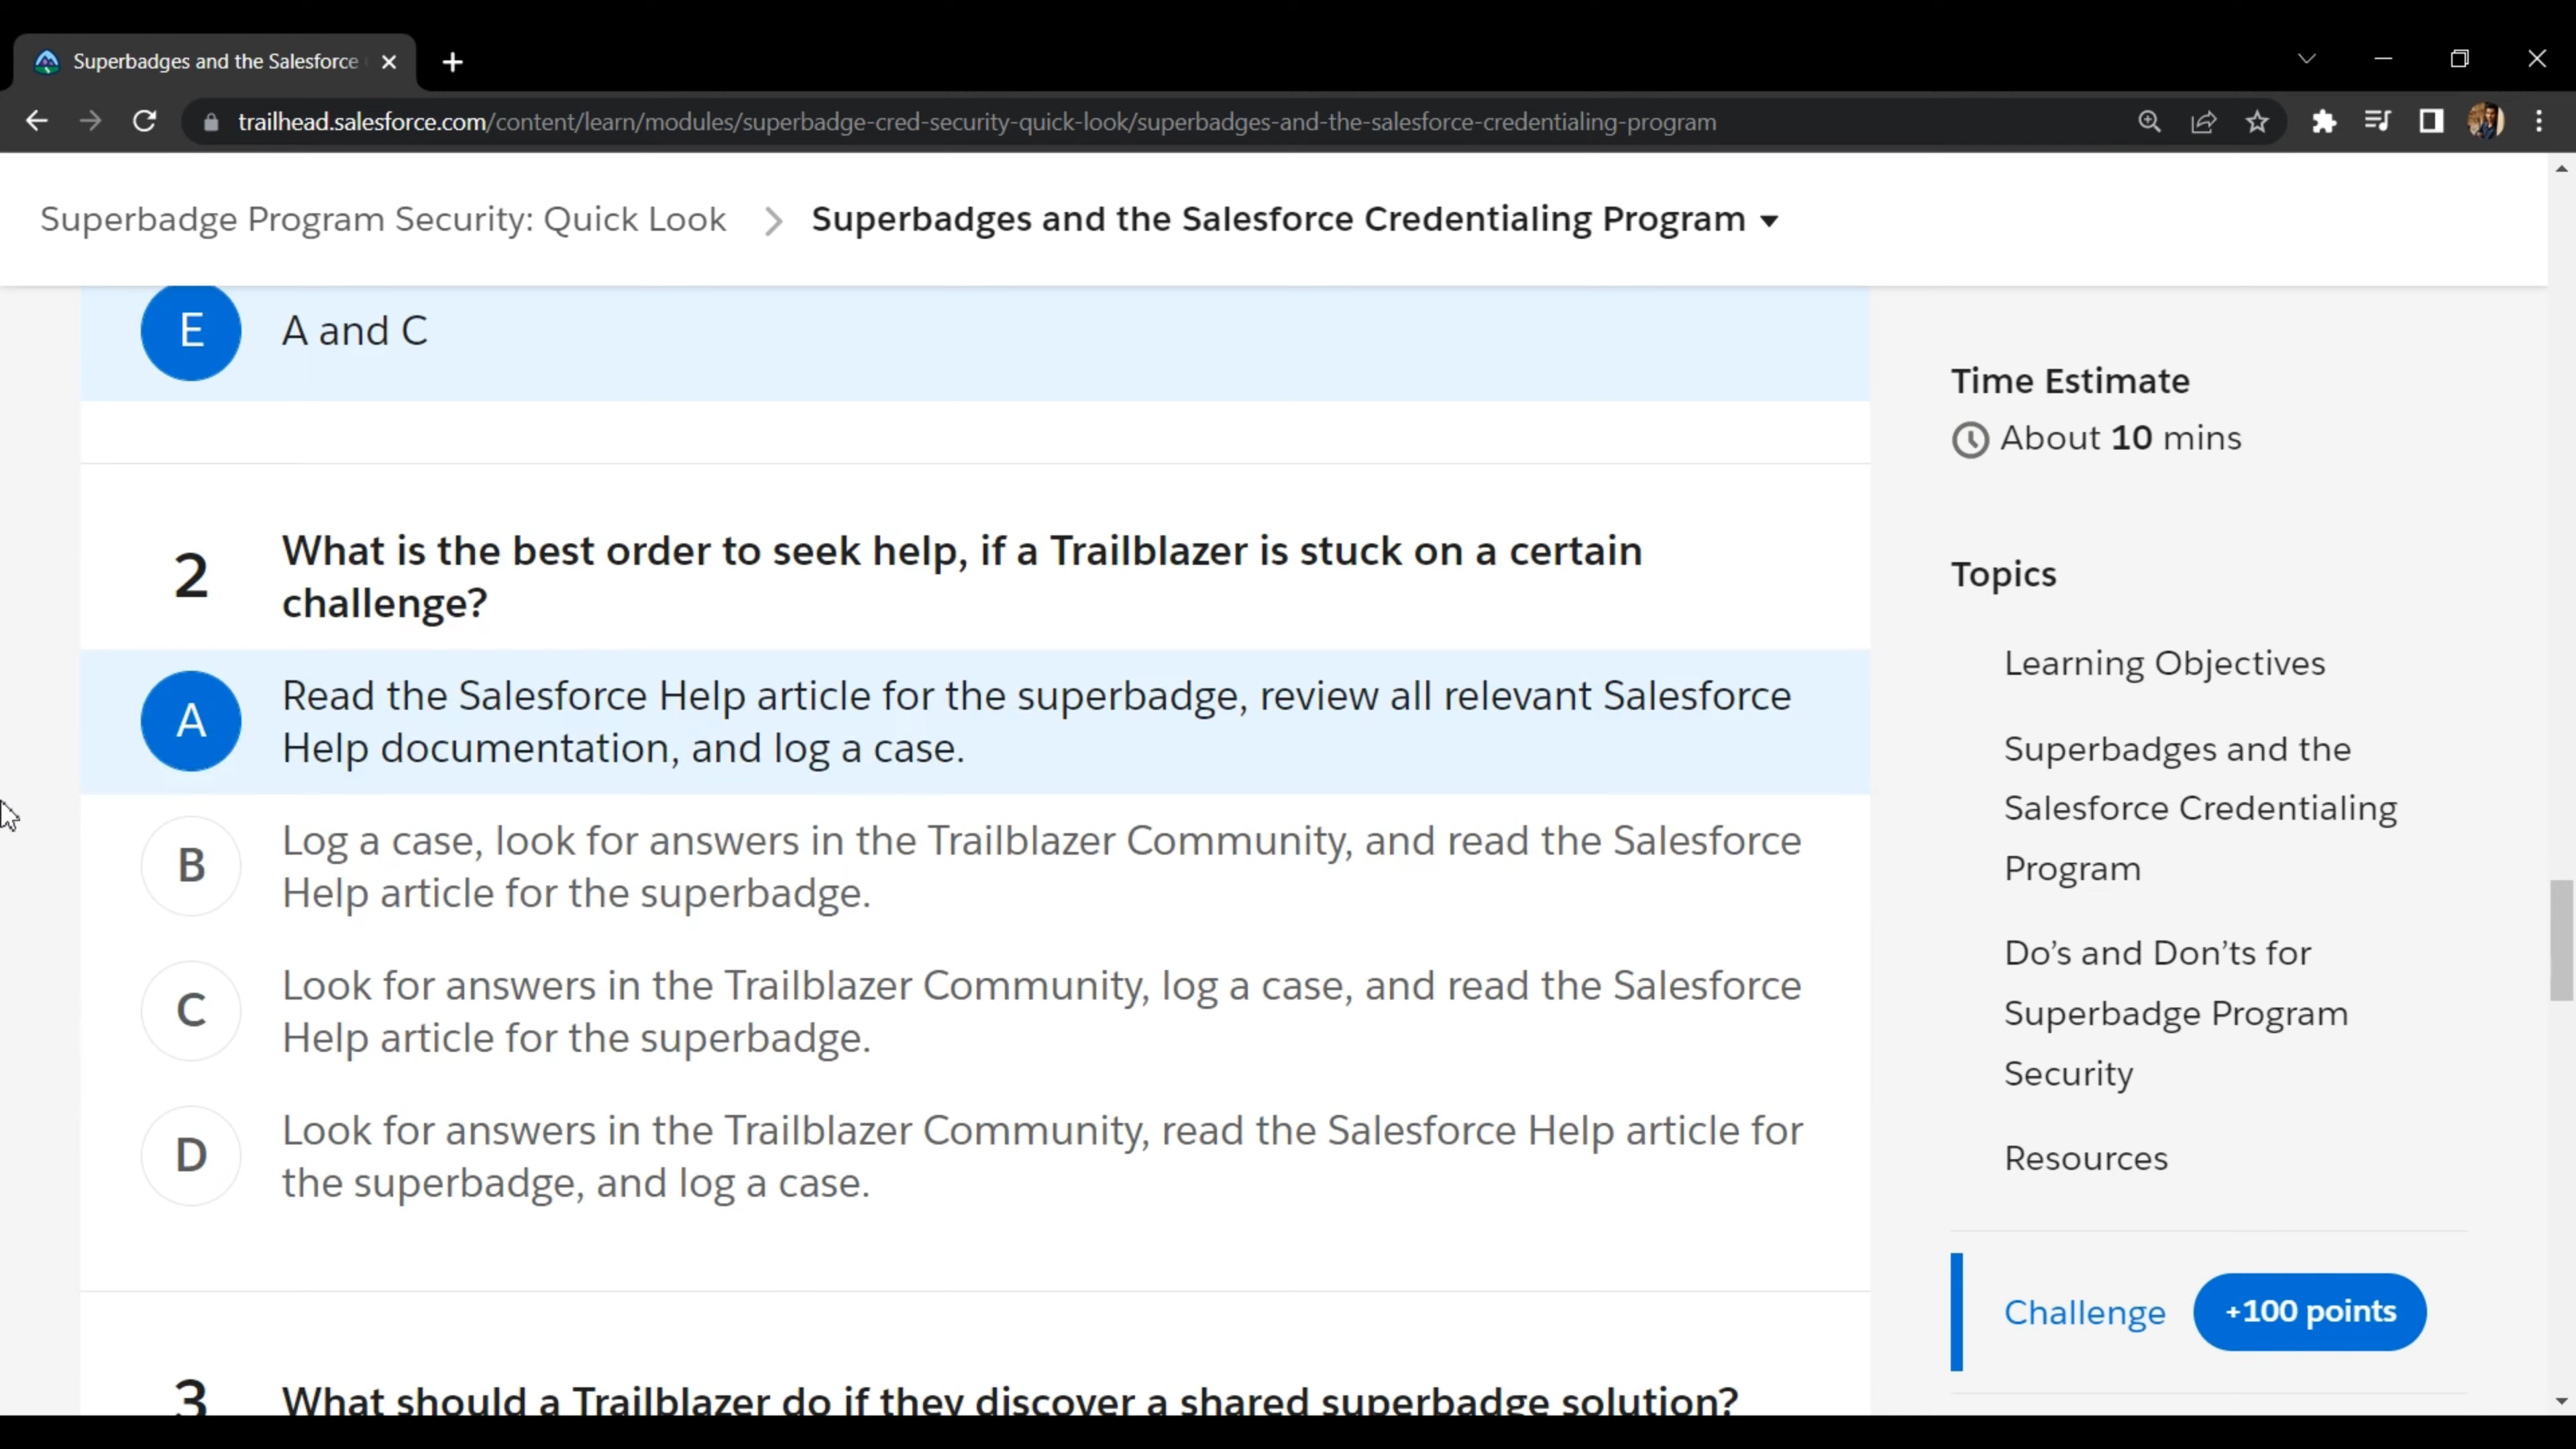 Superbadges and the Salesforce
trailhead.salesforce.com/content/learn/modules/superbadge-cred-security-quick-look/superbadges-and-the-salesforce-credentialing-program
Superbadge Program Security: Quick Look
Superbadges and the Salesforce Credentialing Program
E
A and C
2
What is the best order to seek help, if a Trailblazer is stuck on a certain
challenge?
A
Read the Salesforce Help article for the superbadge, review all relevant Salesforce
Help documentation, and log a case.
B
Log a case, look for answers in the Trailblazer Community, and read the Salesforce
Help article for the superbadge.
C
Look for answers in the Trailblazer Community, log a case, and read the Salesforce
Help article for the superbadge.
D
Look for answers in the Trailblazer Community, read the Salesforce Help article for
the superbadge, and log a case.
3
What should a Trailblazer do if they discover a shared superbadge solution?
Time Estimate
About 10 mins
Topics
Learning Objectives
Superbadges and the
Salesforce Credentialing
Program
Do's and Don'ts for
Superbadge Program
Security
Resources
Challenge
+100 points